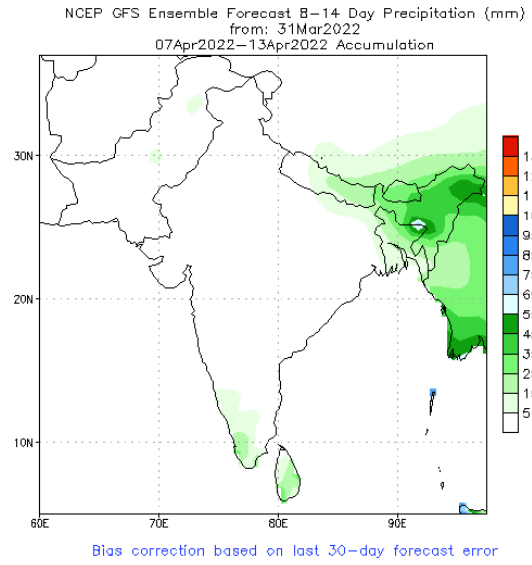 NCEP GFS Ensemble Forecast 8-14 Day Precipitation (mm)
from: 31Mar2022
07Apr2022-13Apr2022 Accumulation
30N
20N
10N
60E
70E
80E
90E
5
Bias correction based on last 30-day forecast error